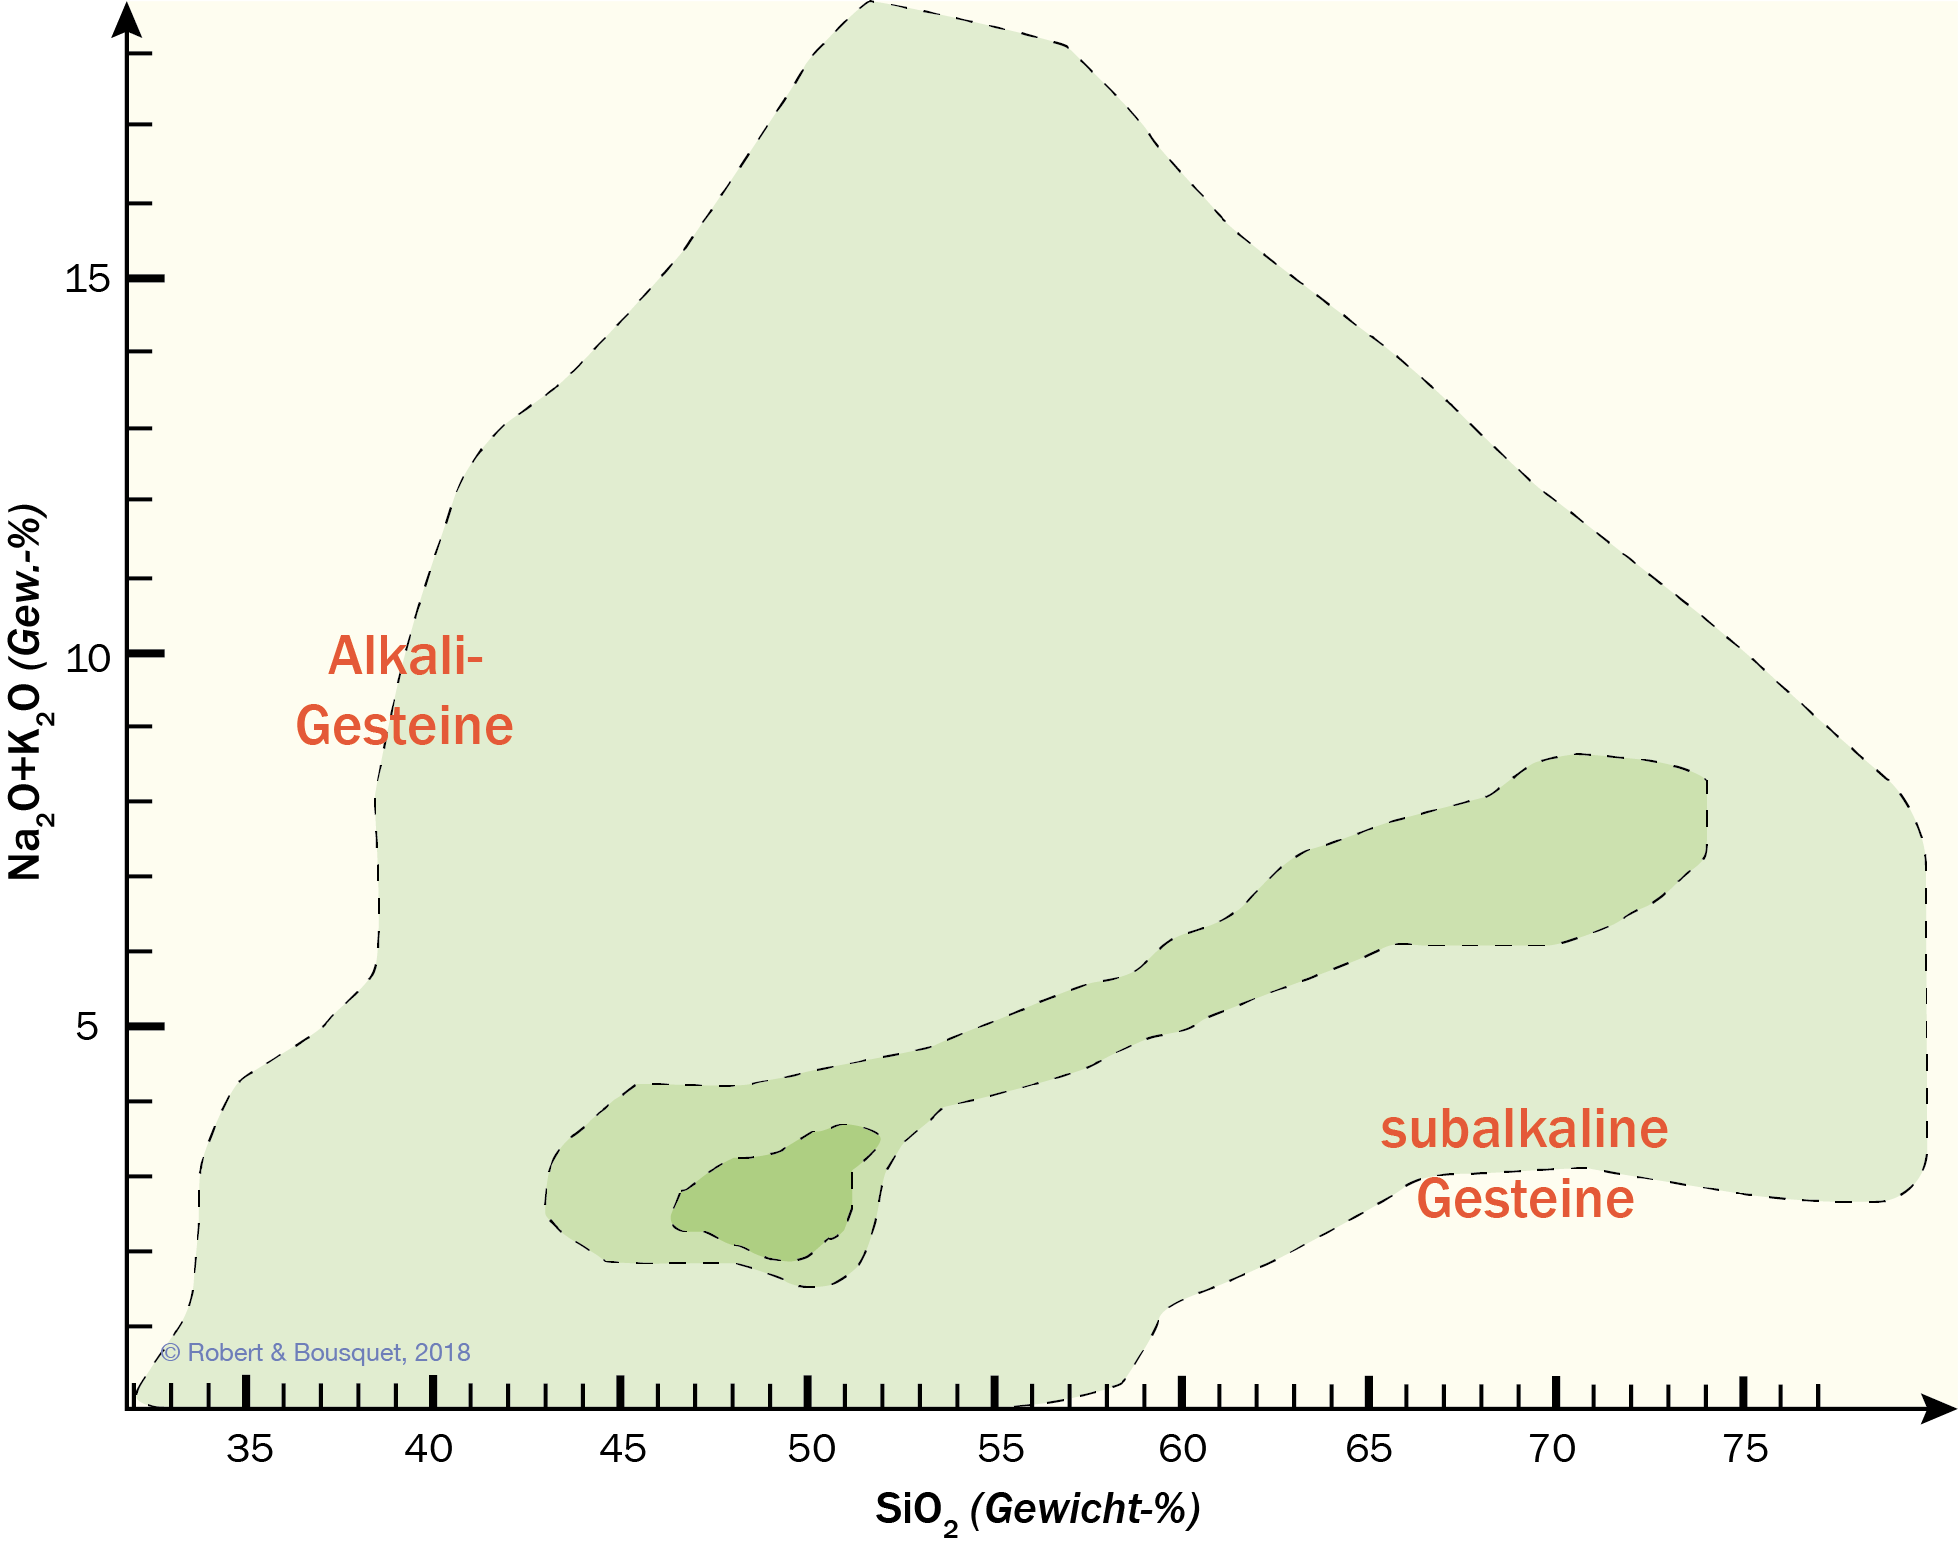 15
10
5
Na₂O+K₂O (Gew.-%)
Alkali-
Gesteine
subalkaline
Gesteine
© Robert & Bousquet, 2018
35 40 45 50 55 60 65 70 75
SiO₂ (Gewicht-%)